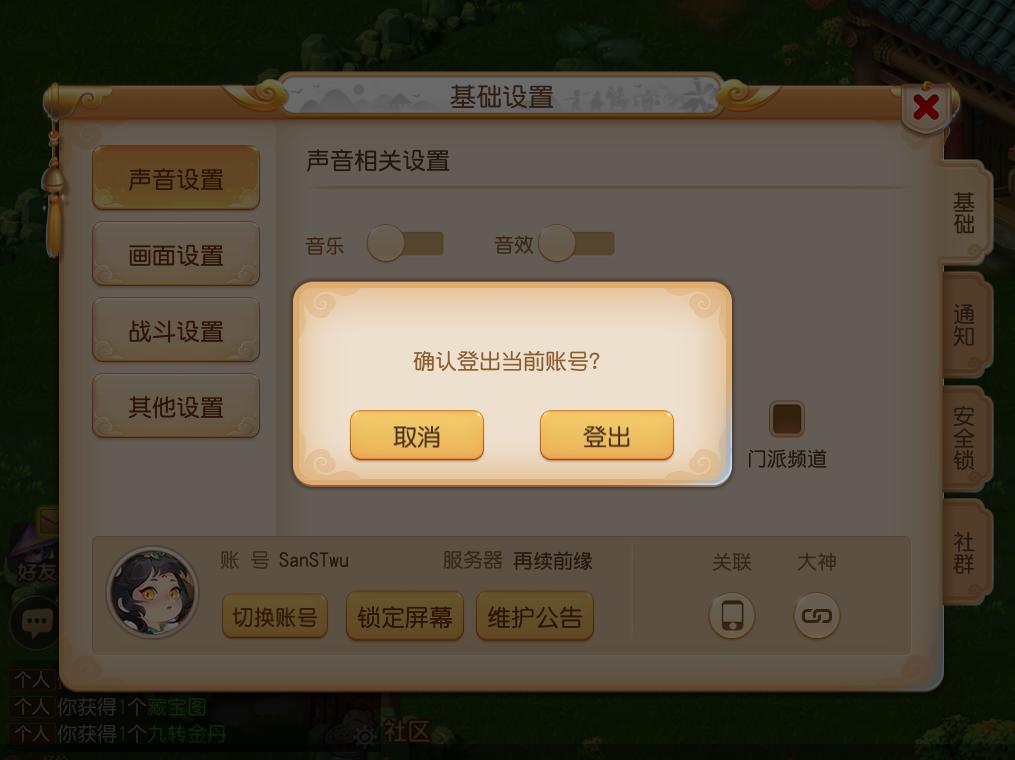 基础设置
声音设置
画面设置
战斗设置
其他设置
声音相关设置
音乐 音效
确认登出当前账号?
取消 登出
门派频道
基础
通知
安全锁
社群
账 号 SanSTwu 服务器 再续前缘
切换账号 锁定屏幕 维护公告
关联 大神
好友
个人
个人 你获得1个藏宝图
个人 你获得1个九转金丹
社区